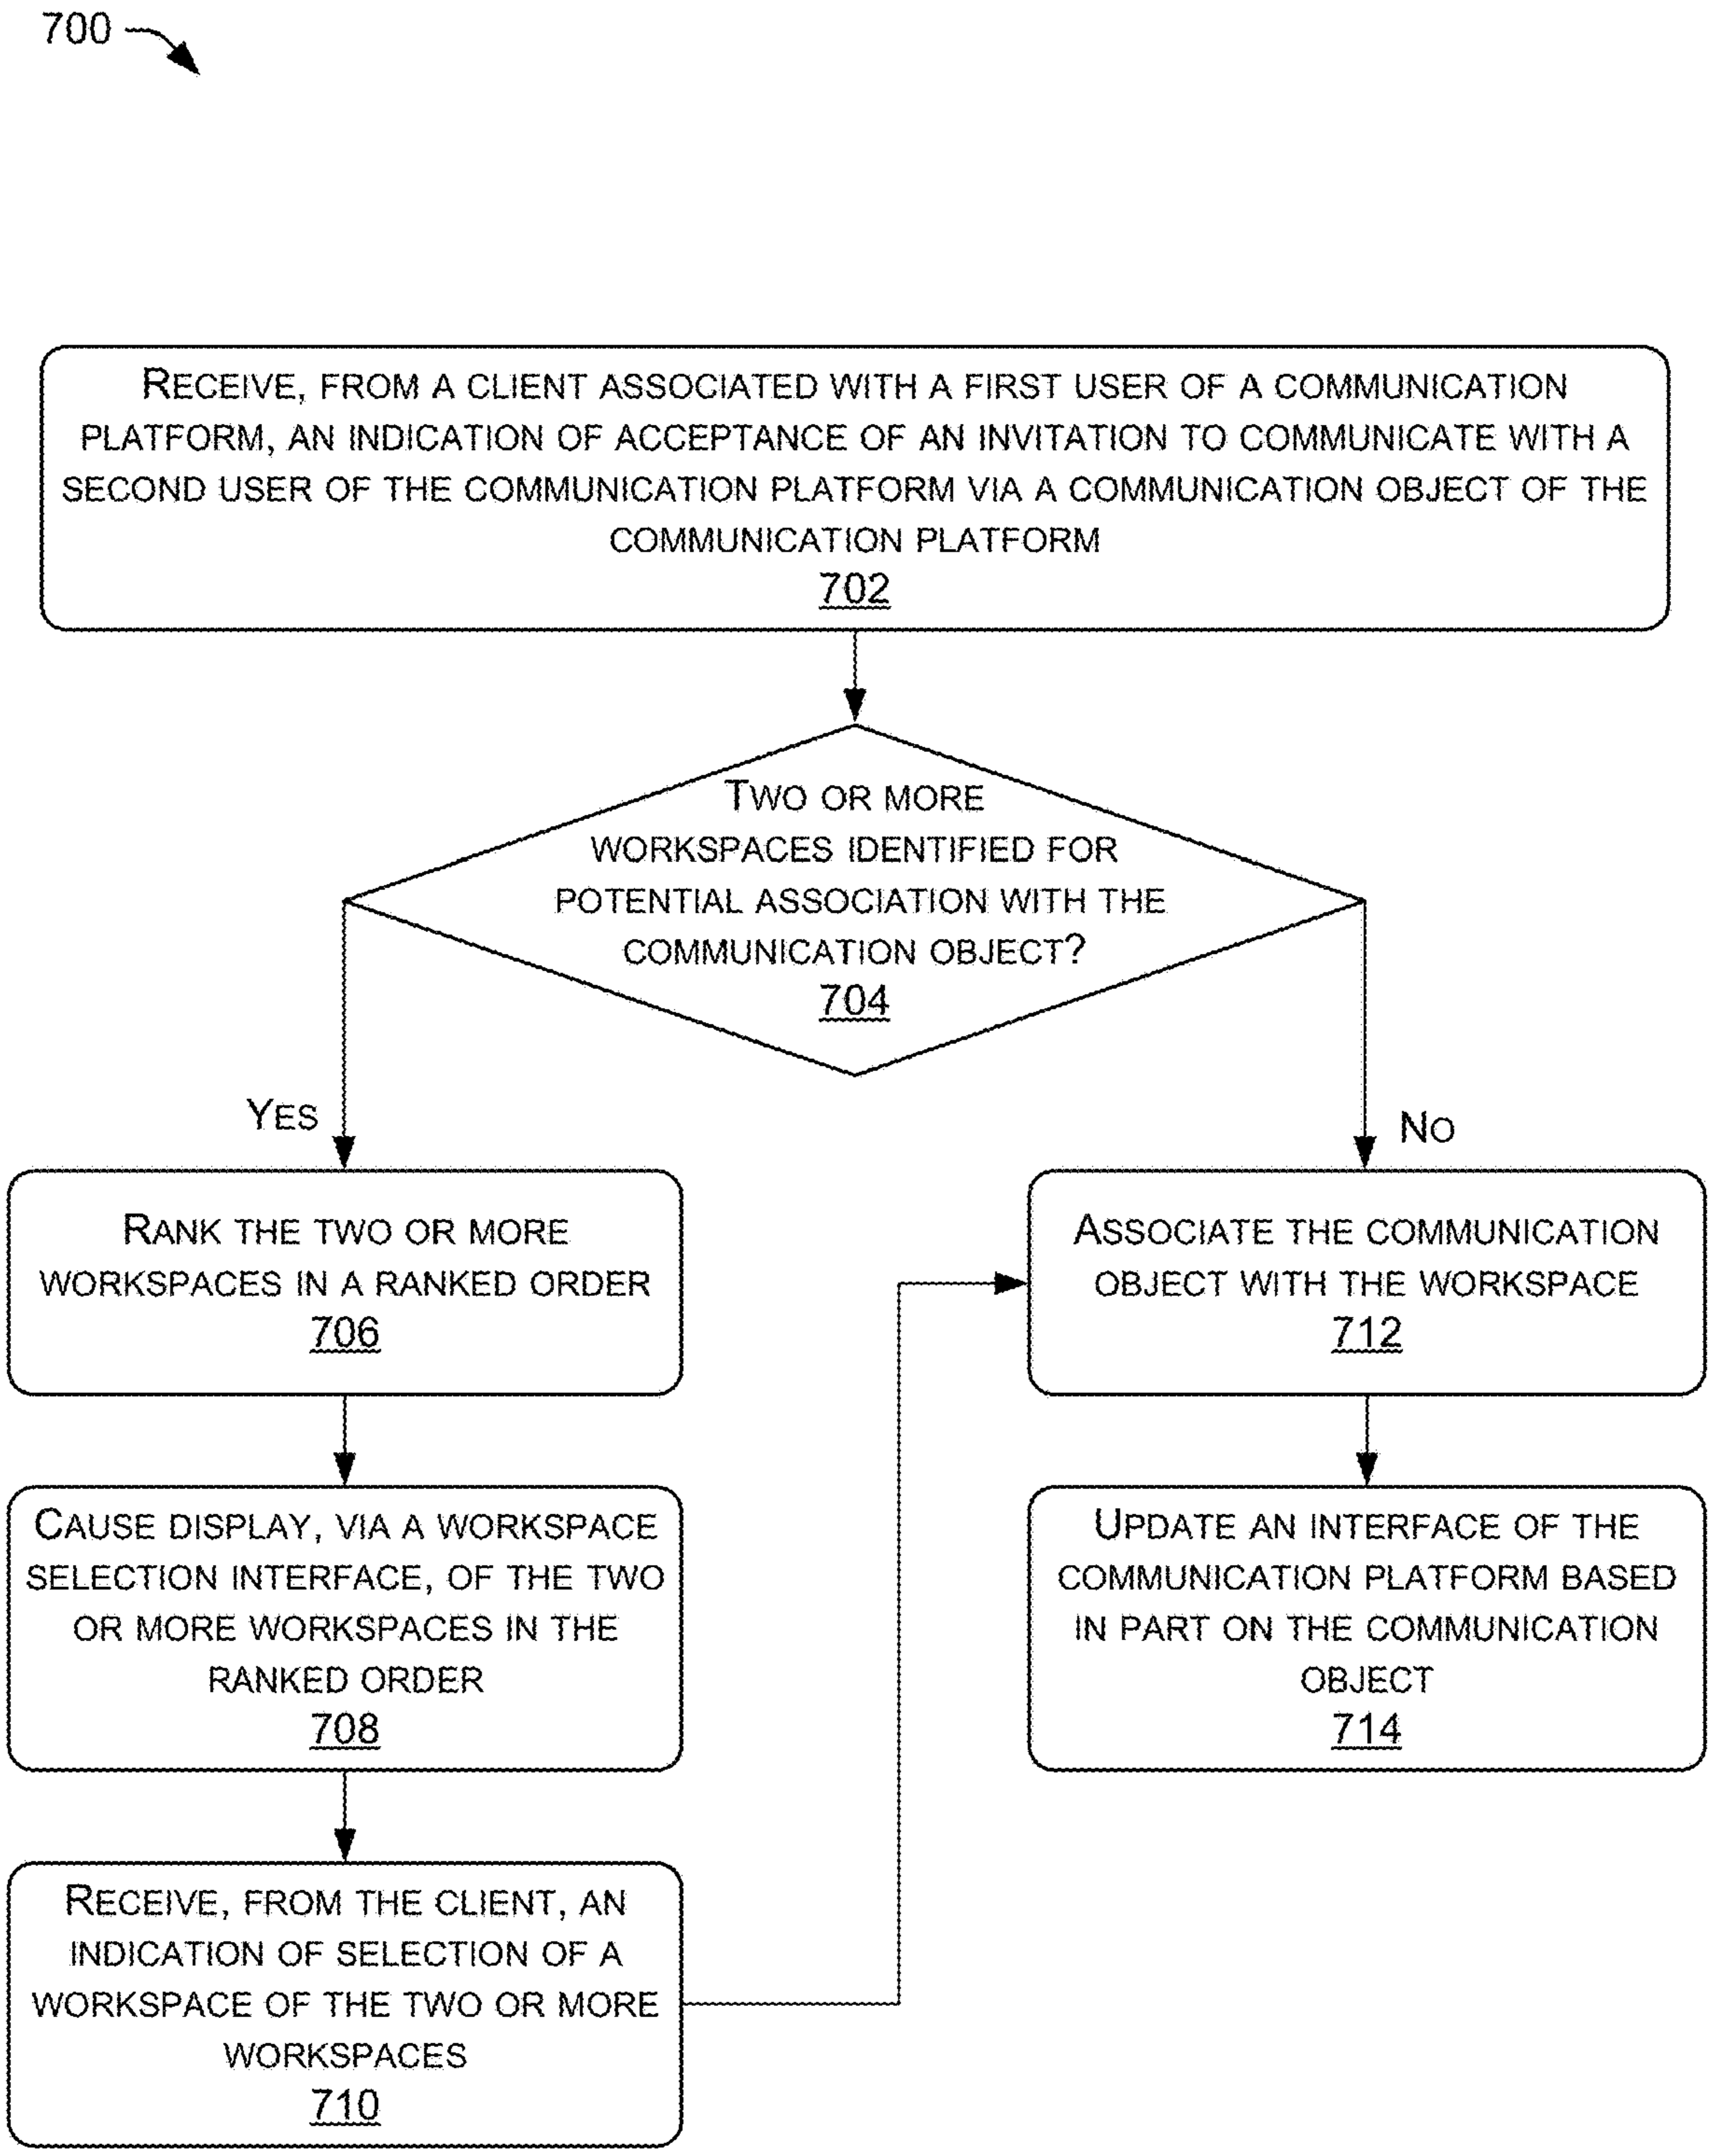 700
RECEIVE, FROM A CLIENT ASSOCIATED WITH A FIRST USER OF A COMMUNICATION
PLATFORM, AN INDICATION OF ACCEPTANCE OF AN INVITATION TO COMMUNICATE WITH A
SECOND USER OF THE COMMUNICATION PLATFORM VIA A COMMUNICATION OBJECT OF THE
COMMUNICATION PLATFORM
702
TWO OR MORE
WORKSPACES IDENTIFIED FOR
POTENTIAL ASSOCIATION WITH THE
COMMUNICATION OBJECT?
704
YES
NO
RANK THE TWO OR MORE
WORKSPACES IN A RANKED ORDER
706
CAUSE DISPLAY, VIA A WORKSPACE
SELECTION INTERFACE, OF THE TWO
OR MORE WORKSPACES IN THE
RANKED ORDER
708
RECEIVE, FROM THE CLIENT, AN
INDICATION OF SELECTION OF A
WORKSPACE OF THE TWO OR MORE
WORKSPACES
710
ASSOCIATE THE COMMUNICATION
OBJECT WITH THE WORKSPACE
712
UPDATE AN INTERFACE OF THE
COMMUNICATION PLATFORM BASED
IN PART ON THE COMMUNICATION
OBJECT
714